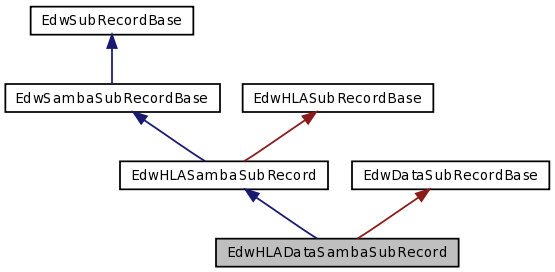 EdwSubRecordBase
EdwSambaSubRecordBase
EdwHLASubRecordBase
EdwHLASambaSubRecord
EdwDataSubRecordBase
EdwHLADataSambaSubRecord